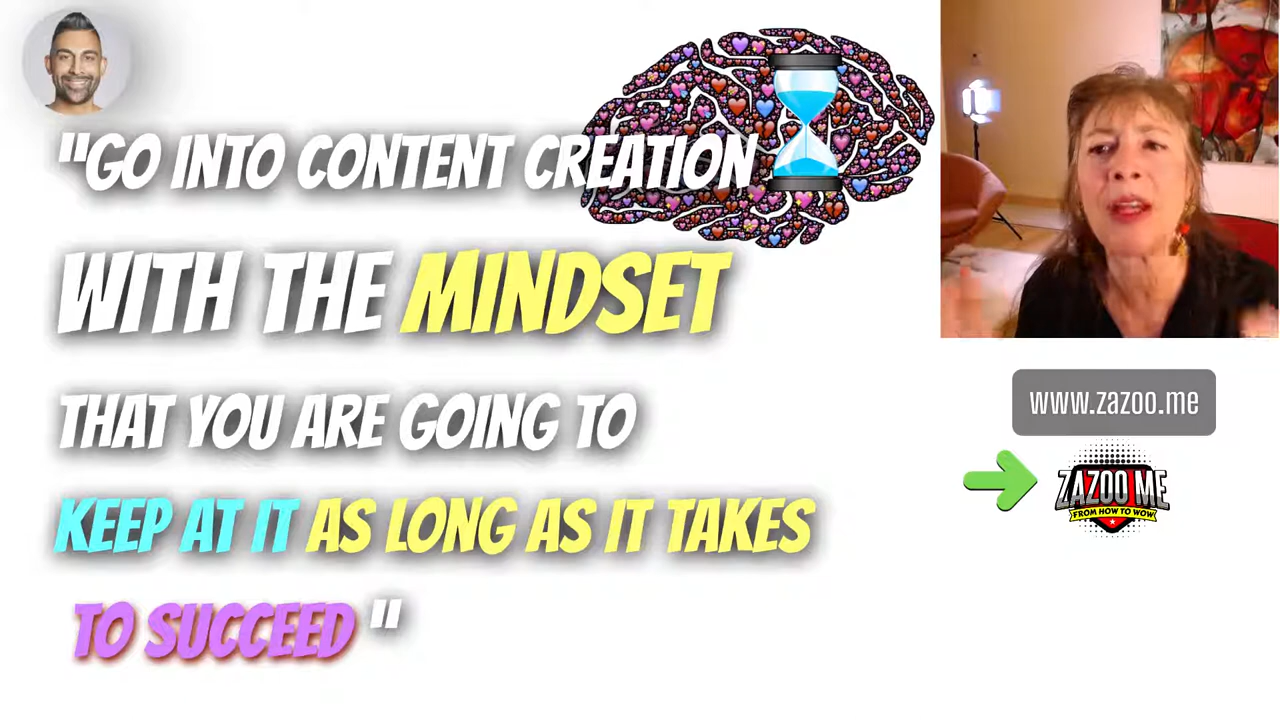 "GO INTO CONTENT CREATION
WITH THE MINDSET
THAT YOU ARE GOING TO
KEEP AT IT AS LONG AS IT TAKES
TO SUCCEED "
www.zazoo.me
ZAZOO ME
FROM HOW TO WOW